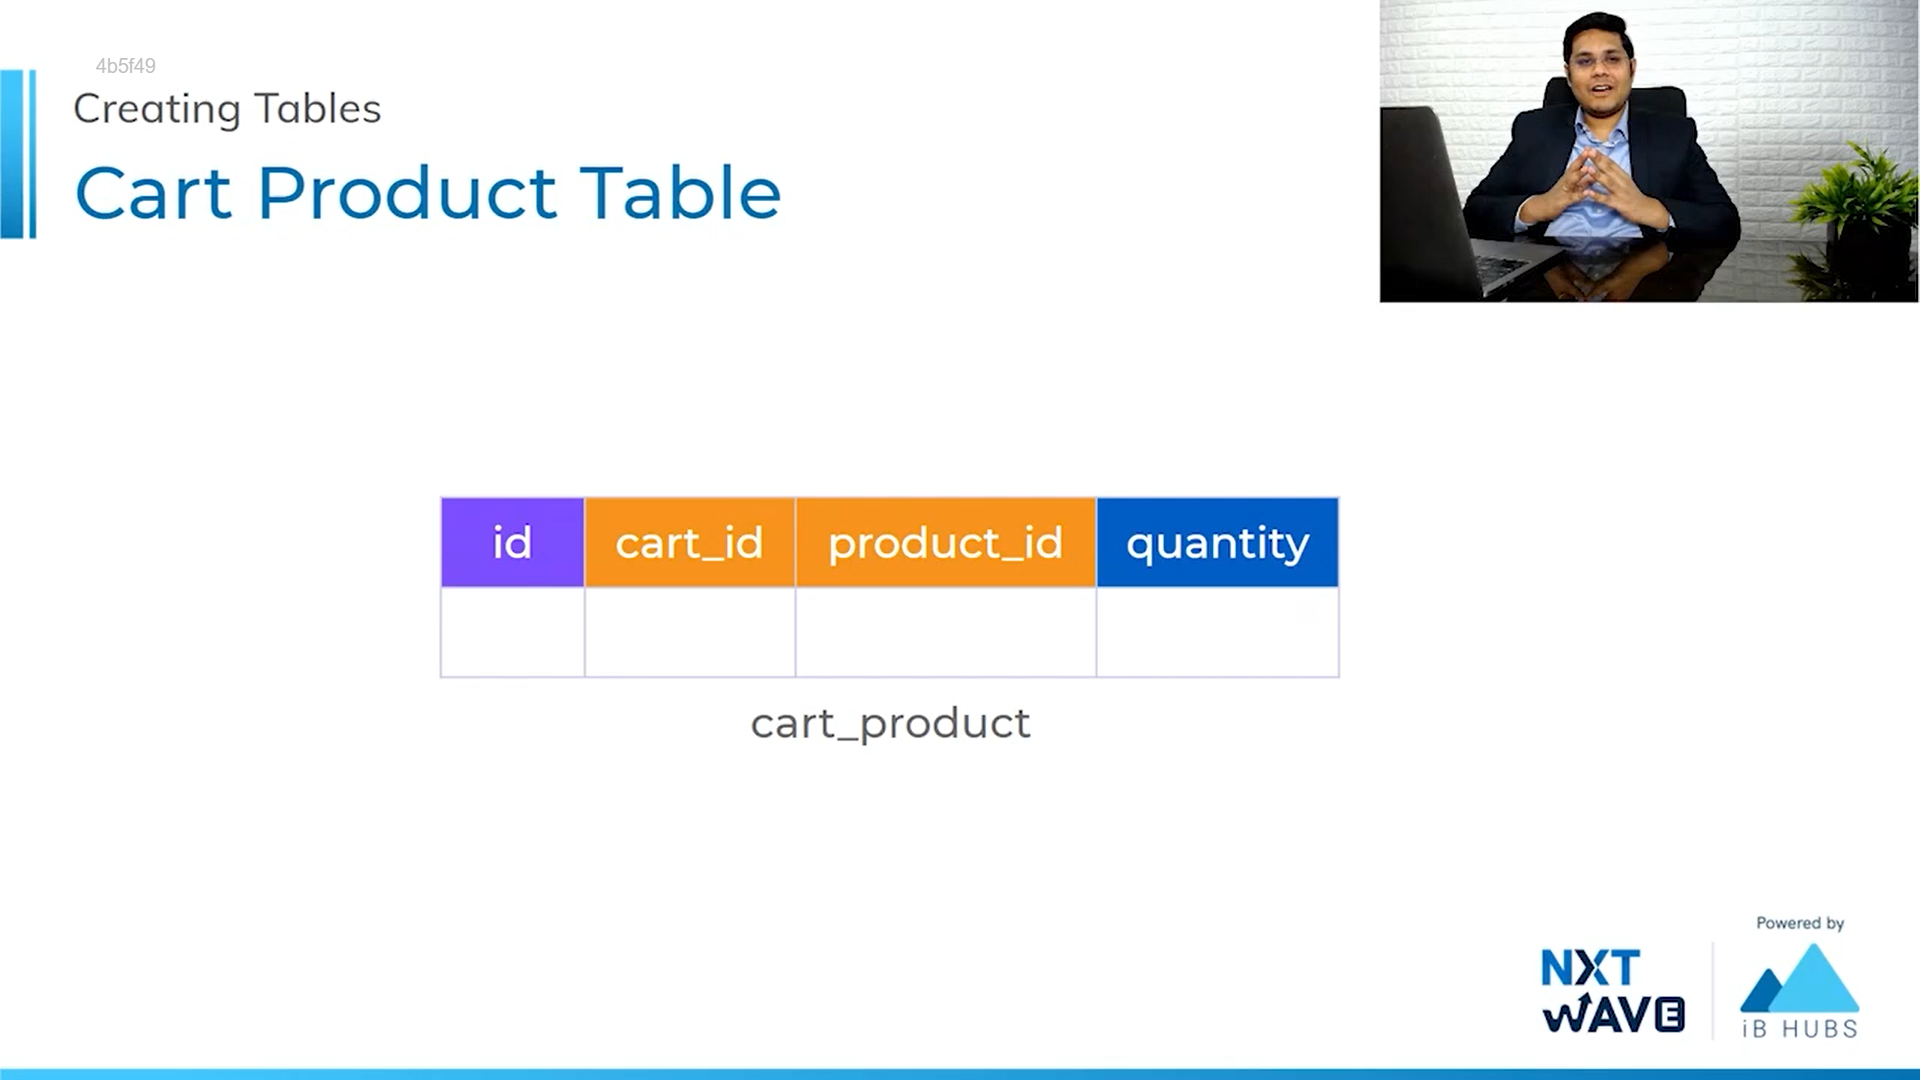 4b5f49
Creating Tables
Cart Product Table
id cart_id product_id quantity
cart_product
Powered by
NXT
WAVE
iB HUBS